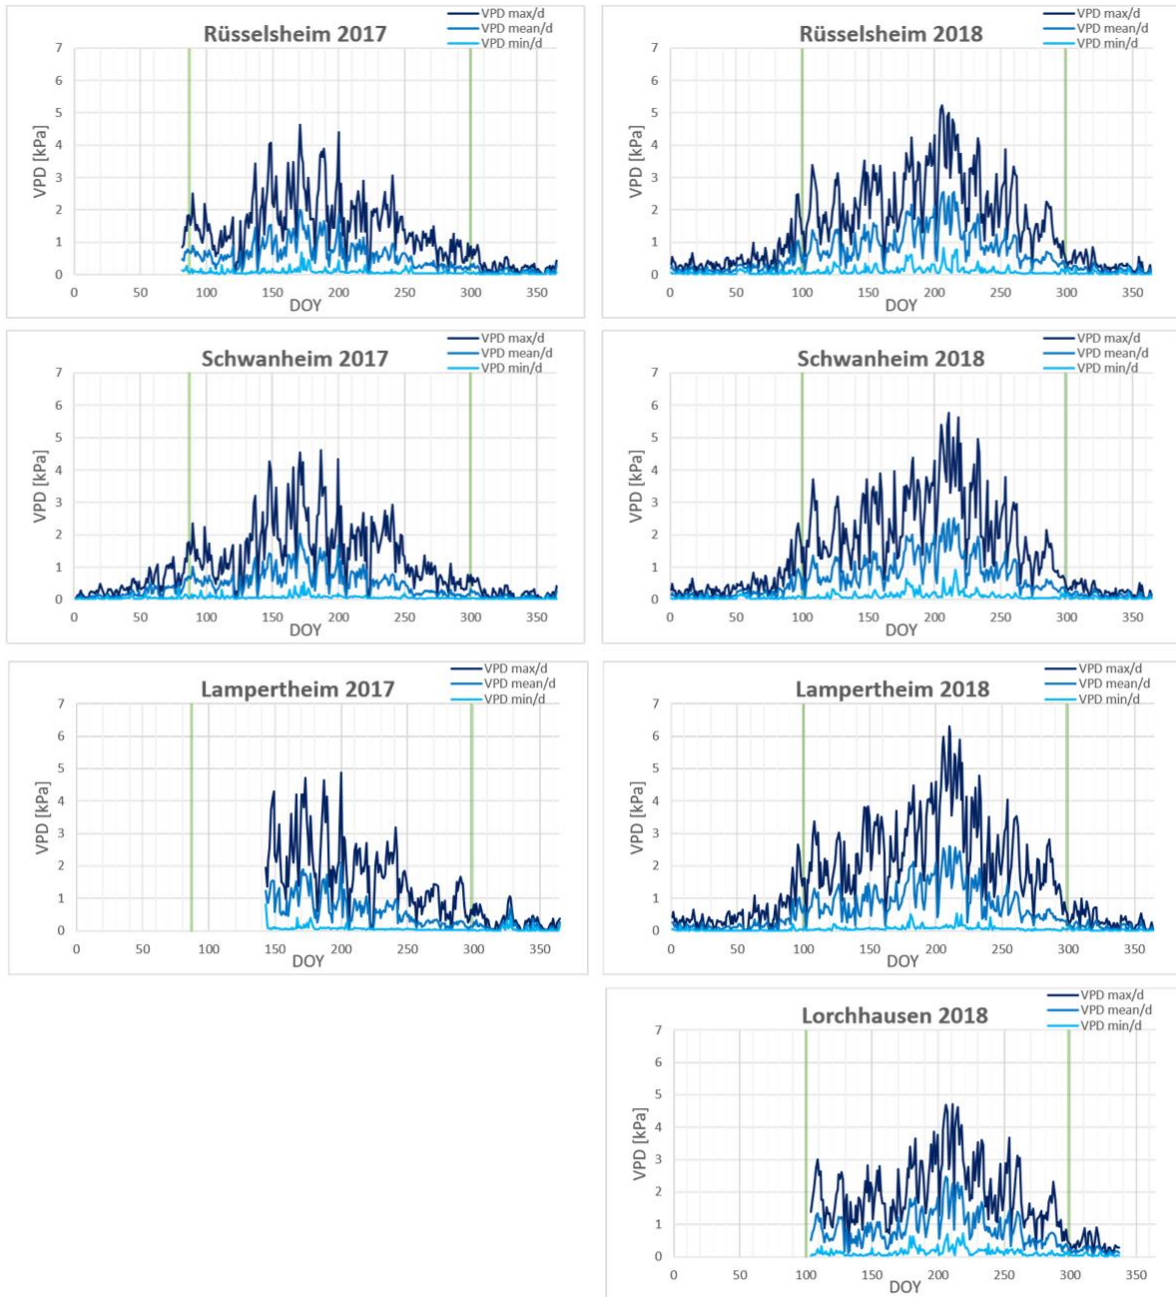 Rüsselsheim 2017
VPD max/d
VPD mean/d
VPD min/d
VPD [kPa]
7
6
5
4
3
2
1
0
0 50 100 150 200 250 300 350
DOY
Rüsselsheim 2018
VPD max/d
VPD mean/d
VPD min/d
VPD [kPa]
7
6
5
4
3
2
1
0
0 50 100 150 200 250 300 350
DOY
Schwanheim 2017
VPD max/d
VPD mean/d
VPD min/d
VPD [kPa]
7
6
5
4
3
2
1
0
0 50 100 150 200 250 300 350
DOY
Schwanheim 2018
VPD max/d
VPD mean/d
VPD min/d
VPD [kPa]
7
6
5
4
3
2
1
0
0 50 100 150 200 250 300 350
DOY
Lampertheim 2017
VPD max/d
VPD mean/d
VPD min/d
VPD [kPa]
7
6
5
4
3
2
1
0
0 50 100 150 200 250 300 350
DOY
Lampertheim 2018
VPD max/d
VPD mean/d
VPD min/d
VPD [kPa]
7
6
5
4
3
2
1
0
0 50 100 150 200 250 300 350
DOY
Lorchhausen 2018
VPD max/d
VPD mean/d
VPD min/d
VPD [kPa]
7
6
5
4
3
2
1
0
0 50 100 150 200 250 300 350
DOY